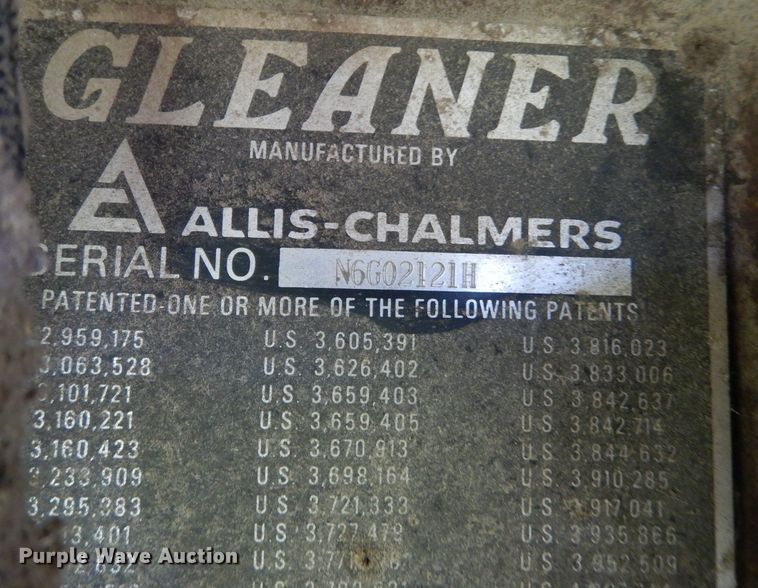 GLEANER
MANUFACTURED BY
ALLIS-CHALMERS
SERIAL NO. N6G02121H
PATENTED-ONE OR MORE OF THE FOLLOWING PATENTS
2,959,175 U.S. 3,605,391 U.S. 3,816,023
3,063,528 U.S. 3,626,402 U.S. 3,833,006
3,101,721 U.S. 3,659,403 U.S. 3,842,637
3,160,221 U.S. 3,659,405 U.S. 3,842,714
3,160,423 U.S. 3,670,913 U.S. 3,844,632
3,233,909 U.S. 3,698,164 U.S. 3,910,285
3,295,383 U.S. 3,721,333 U.S. 3,917,041
U.S. 3,727,479 U.S. 3,935,866
U.S. U.S. 3,952,509
Purple Wave Auction